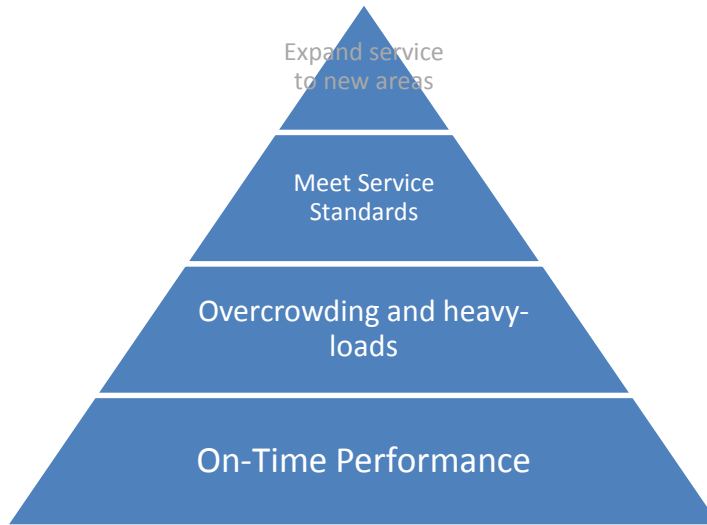 Expand service
to new areas
Meet Service
Standards
Overcrowding and heavy-
loads
On-Time Performance